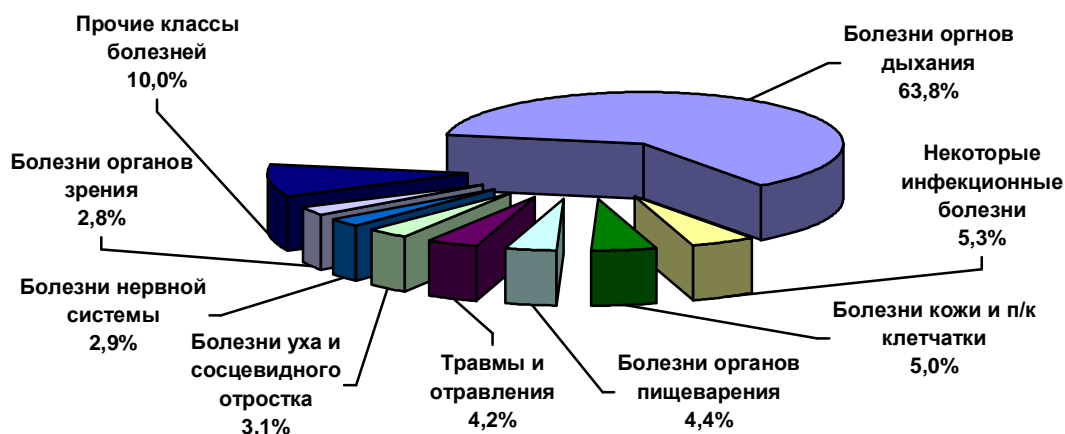 Прочие классы
болезней
10,0%
Болезни оргнов
дыхания
63,8%
Некоторые
инфекционные
болезни
5,3%
Болезни кожи и п/к
клетчатки
5,0%
Болезни органов
пищеварения
4,4%
Травмы и
отравления
4,2%
Болезни уха и
сосцевидного
отростка
3,1%
Болезни нервной
системы
2,9%
Болезни органов
зрения
2,8%